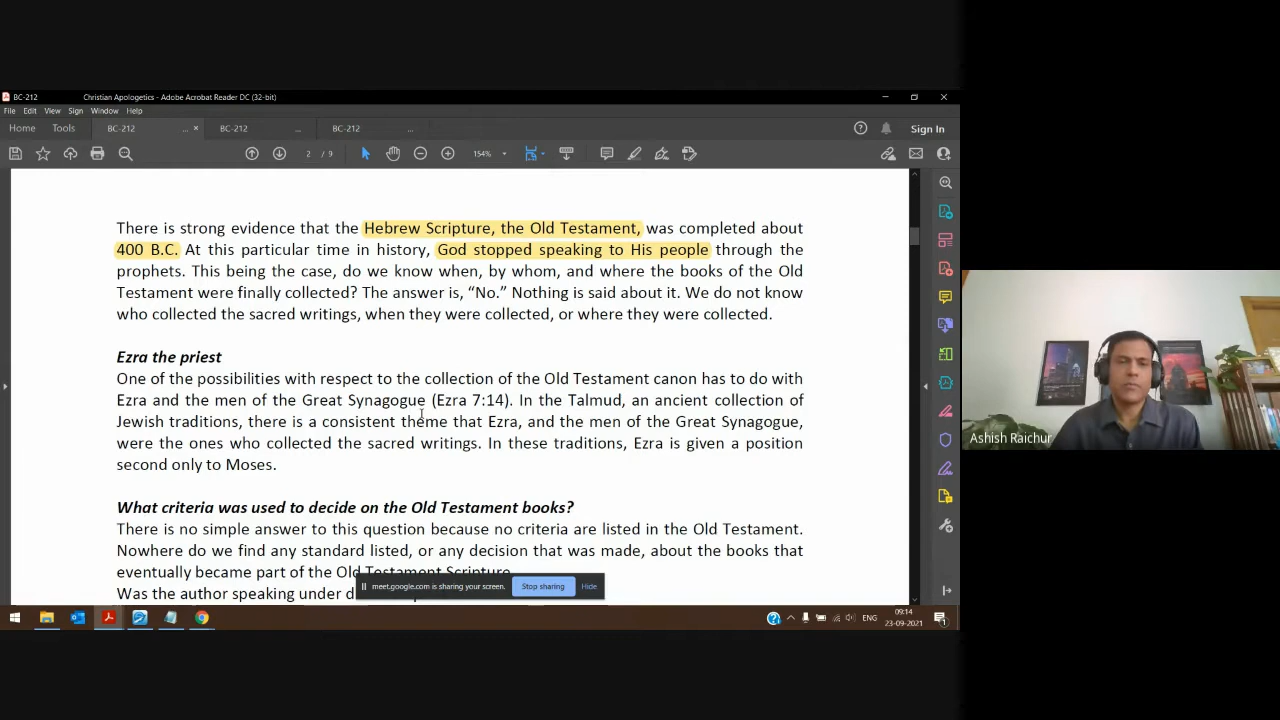 BC-212 Christian Apologetics - Adobe Acrobat Reader DC (32-bit)
File Edit View Sign Window Help
Home Tools BC-212 ... × BC-212 ... BC-212 ...
Sign In
2 / 9
154%
There is strong evidence that the Hebrew Scripture, the Old Testament, was completed about
400 B.C. At this particular time in history, God stopped speaking to His people through the
prophets. This being the case, do we know when, by whom, and where the books of the Old
Testament were finally collected? The answer is, “No.” Nothing is said about it. We do not know
who collected the sacred writings, when they were collected, or where they were collected.
Ezra the priest
One of the possibilities with respect to the collection of the Old Testament canon has to do with
Ezra and the men of the Great Synagogue (Ezra 7:14). In the Talmud, an ancient collection of
Jewish traditions, there is a consistent theme that Ezra, and the men of the Great Synagogue,
were the ones who collected the sacred writings. In these traditions, Ezra is given a position
second only to Moses.
What criteria was used to decide on the Old Testament books?
There is no simple answer to this question because no criteria are listed in the Old Testament.
Nowhere do we find any standard listed, or any decision that was made, about the books that
eventually became part of the Old Testament Scripture.
Was the author speaking under d
meet.google.com is sharing your screen. Stop sharing Hide
Ashish Raichur
ENG
09:14
23-09-2021